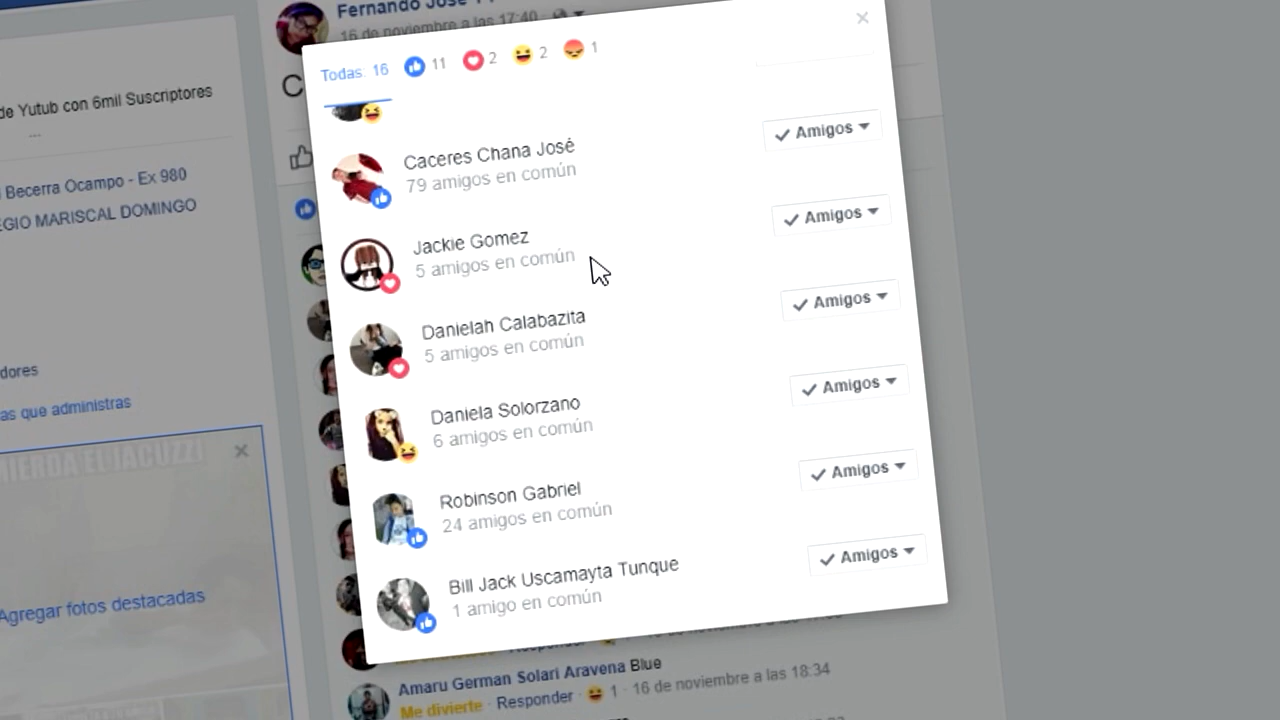 Fernando José
16 de noviembre a las 17:40
C
de Yutub con 6mil Suscriptores
...
Becerra Ocampo - Ex 980
EGIO MARISCAL DOMINGO
dores
as que administras
MIERDA EL JACUZZI
Agregar fotos destacadas
Todas: 16 11 2 2 1
Caceres Chana José
79 amigos en común
Amigos
Jackie Gomez
5 amigos en común
Amigos
Danielah Calabazita
5 amigos en común
Amigos
Daniela Solorzano
6 amigos en común
Amigos
Robinson Gabriel
24 amigos en común
Amigos
Bill Jack Uscamayta Tunque
1 amigo en común
Amigos
Responder
Amaru German Solari Aravena Blue
Me divierte · Responder · 1 · 16 de noviembre a las 18:34